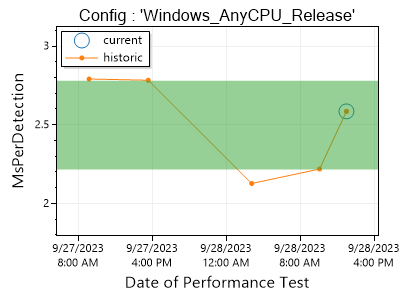 Config : 'Windows_AnyCPU_Release'
current
historic
3
2.5
2
MsPerDetection
9/27/2023 9/27/2023 9/28/2023 9/28/2023 9/28/2023
8:00 AM 4:00 PM 12:00 AM 8:00 AM 4:00 PM
Date of Performance Test